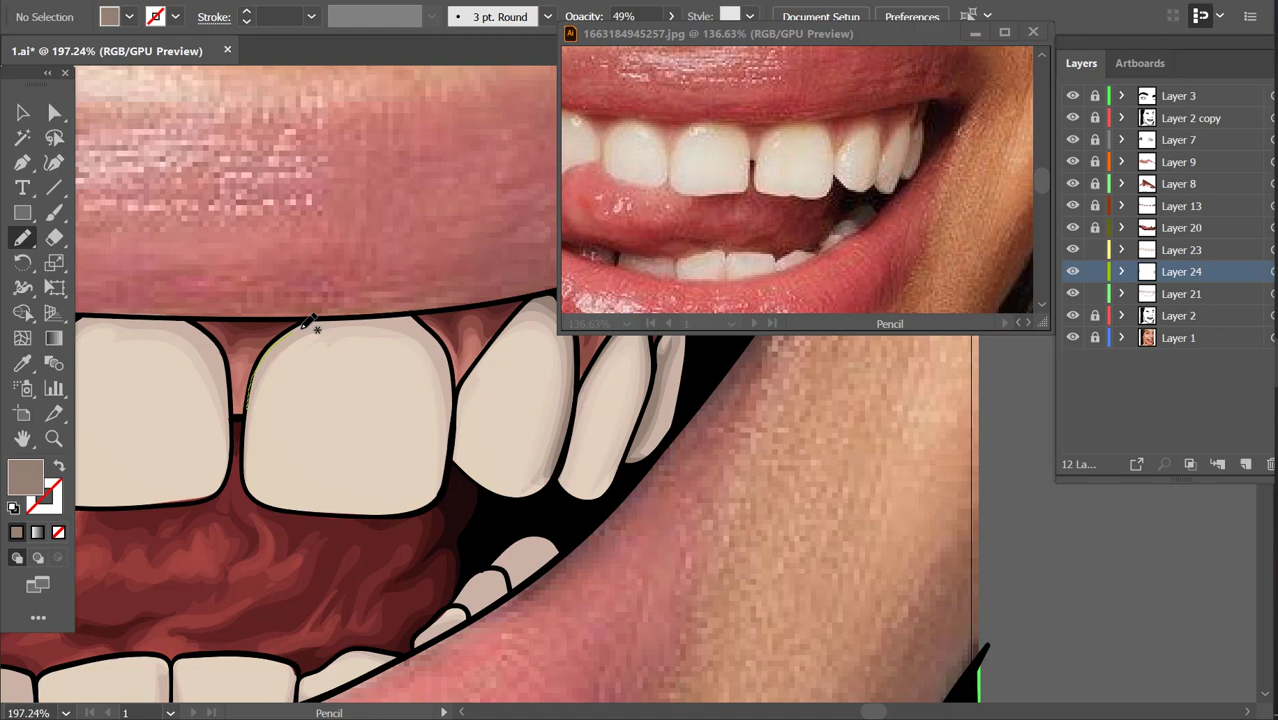 No Selection Stroke: • 3 pt. Round Opacity: 49% Style: Document Setup Preferences
1.ai* @ 197.24% (RGB/GPU Preview)
1663184945257.jpg @ 136.63% (RGB/GPU Preview)
136.63% 1 Pencil
Layers Artboards
Layer 3
Layer 2 copy
Layer 7
Layer 9
Layer 8
Layer 13
Layer 20
Layer 23
Layer 24
Layer 21
Layer 2
Layer 1
12 La...
197.24% 1 Pencil